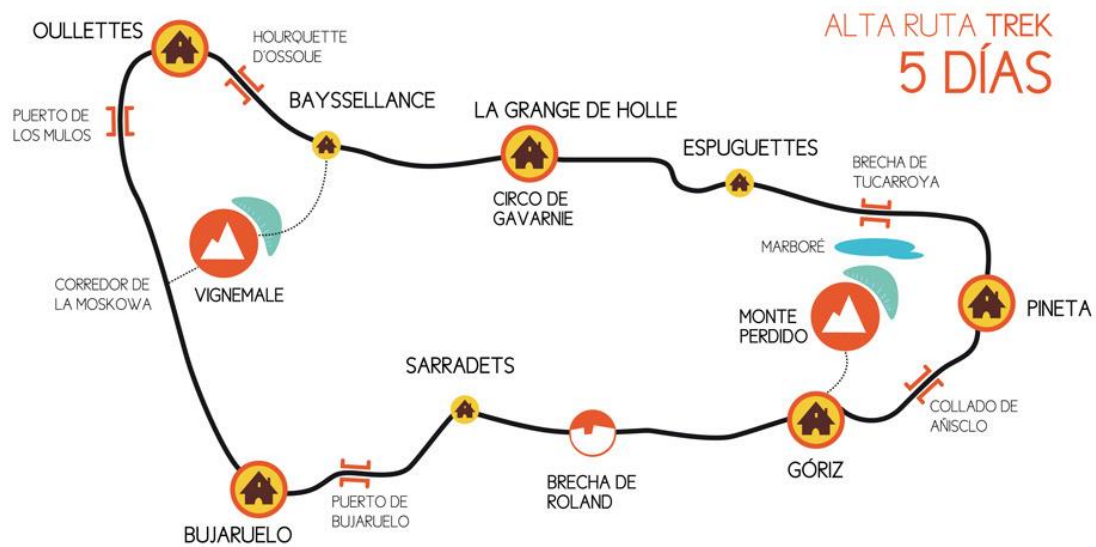 ALTA RUTA TREK
5 DÍAS
OULLETTES
HOURQUETTE
D'OSSOUE
PUERTO DE
LOS MULOS
BAYSSELLANCE
LA GRANGE DE HOLLE
CIRCO DE
GAVARNIE
ESPUGUETTES
BRECHA DE
TUCARROYA
MARBORÉ
CORREDOR DE
LA MOSKOWA
VIGNEMALE
MONTE
PERDIDO
PINETA
SARRADETS
COLLADO DE
AÑISCLO
GÓRIZ
BRECHA DE
ROLAND
PUERTO DE
BUJARUELO
BUJARUELO